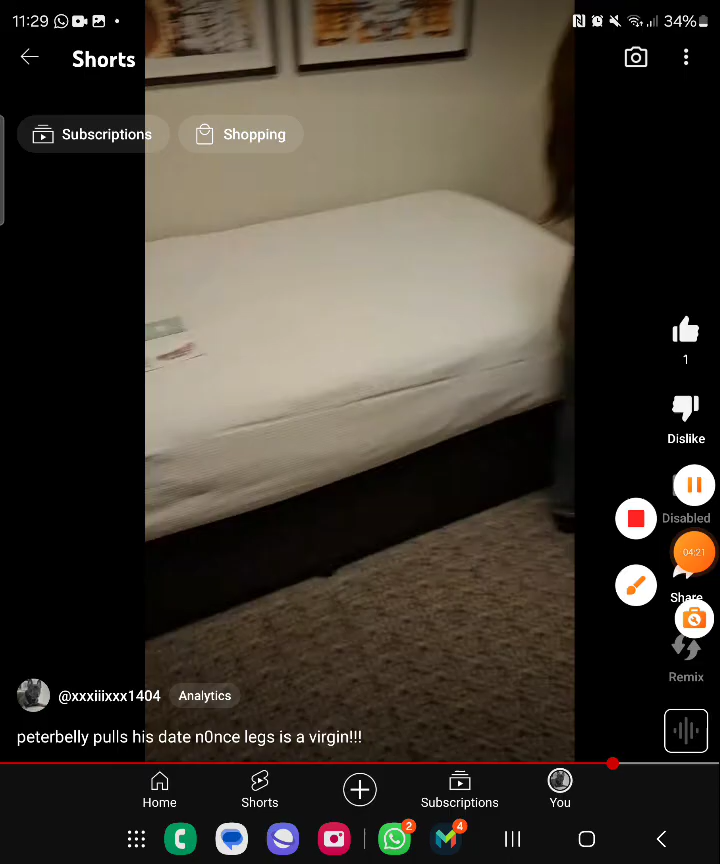 11:29
34%
Shorts
Subscriptions
Shopping
1
Dislike
Disabled
04:21
Share
Remix
@xxxiiixxx1404
Analytics
peterbelly pulls his date n0nce legs is a virgin!!!
Home
Shorts
Subscriptions
You
2
4